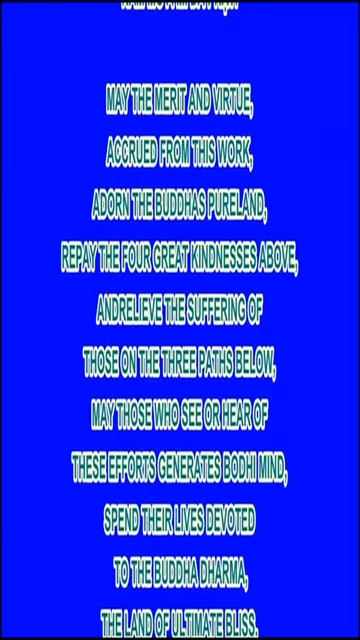 MAY THE MERIT AND VIRTUE,
ACCRUED FROM THIS WORK,
ADORN THE BUDDHAS PURELAND,
REPAY THE FOUR GREAT KINDNESSES ABOVE,
ANDRELIEVE THE SUFFERING OF
THOSE ON THE THREE PATHS BELOW,
MAY THOSE WHO SEE OR HEAR OF
THESE EFFORTS GENERATES BODHI MIND,
SPEND THEIR LIVES DEVOTED
TO THE BUDDHA DHARMA,
THE LAND OF ULTIMATE BLISS.